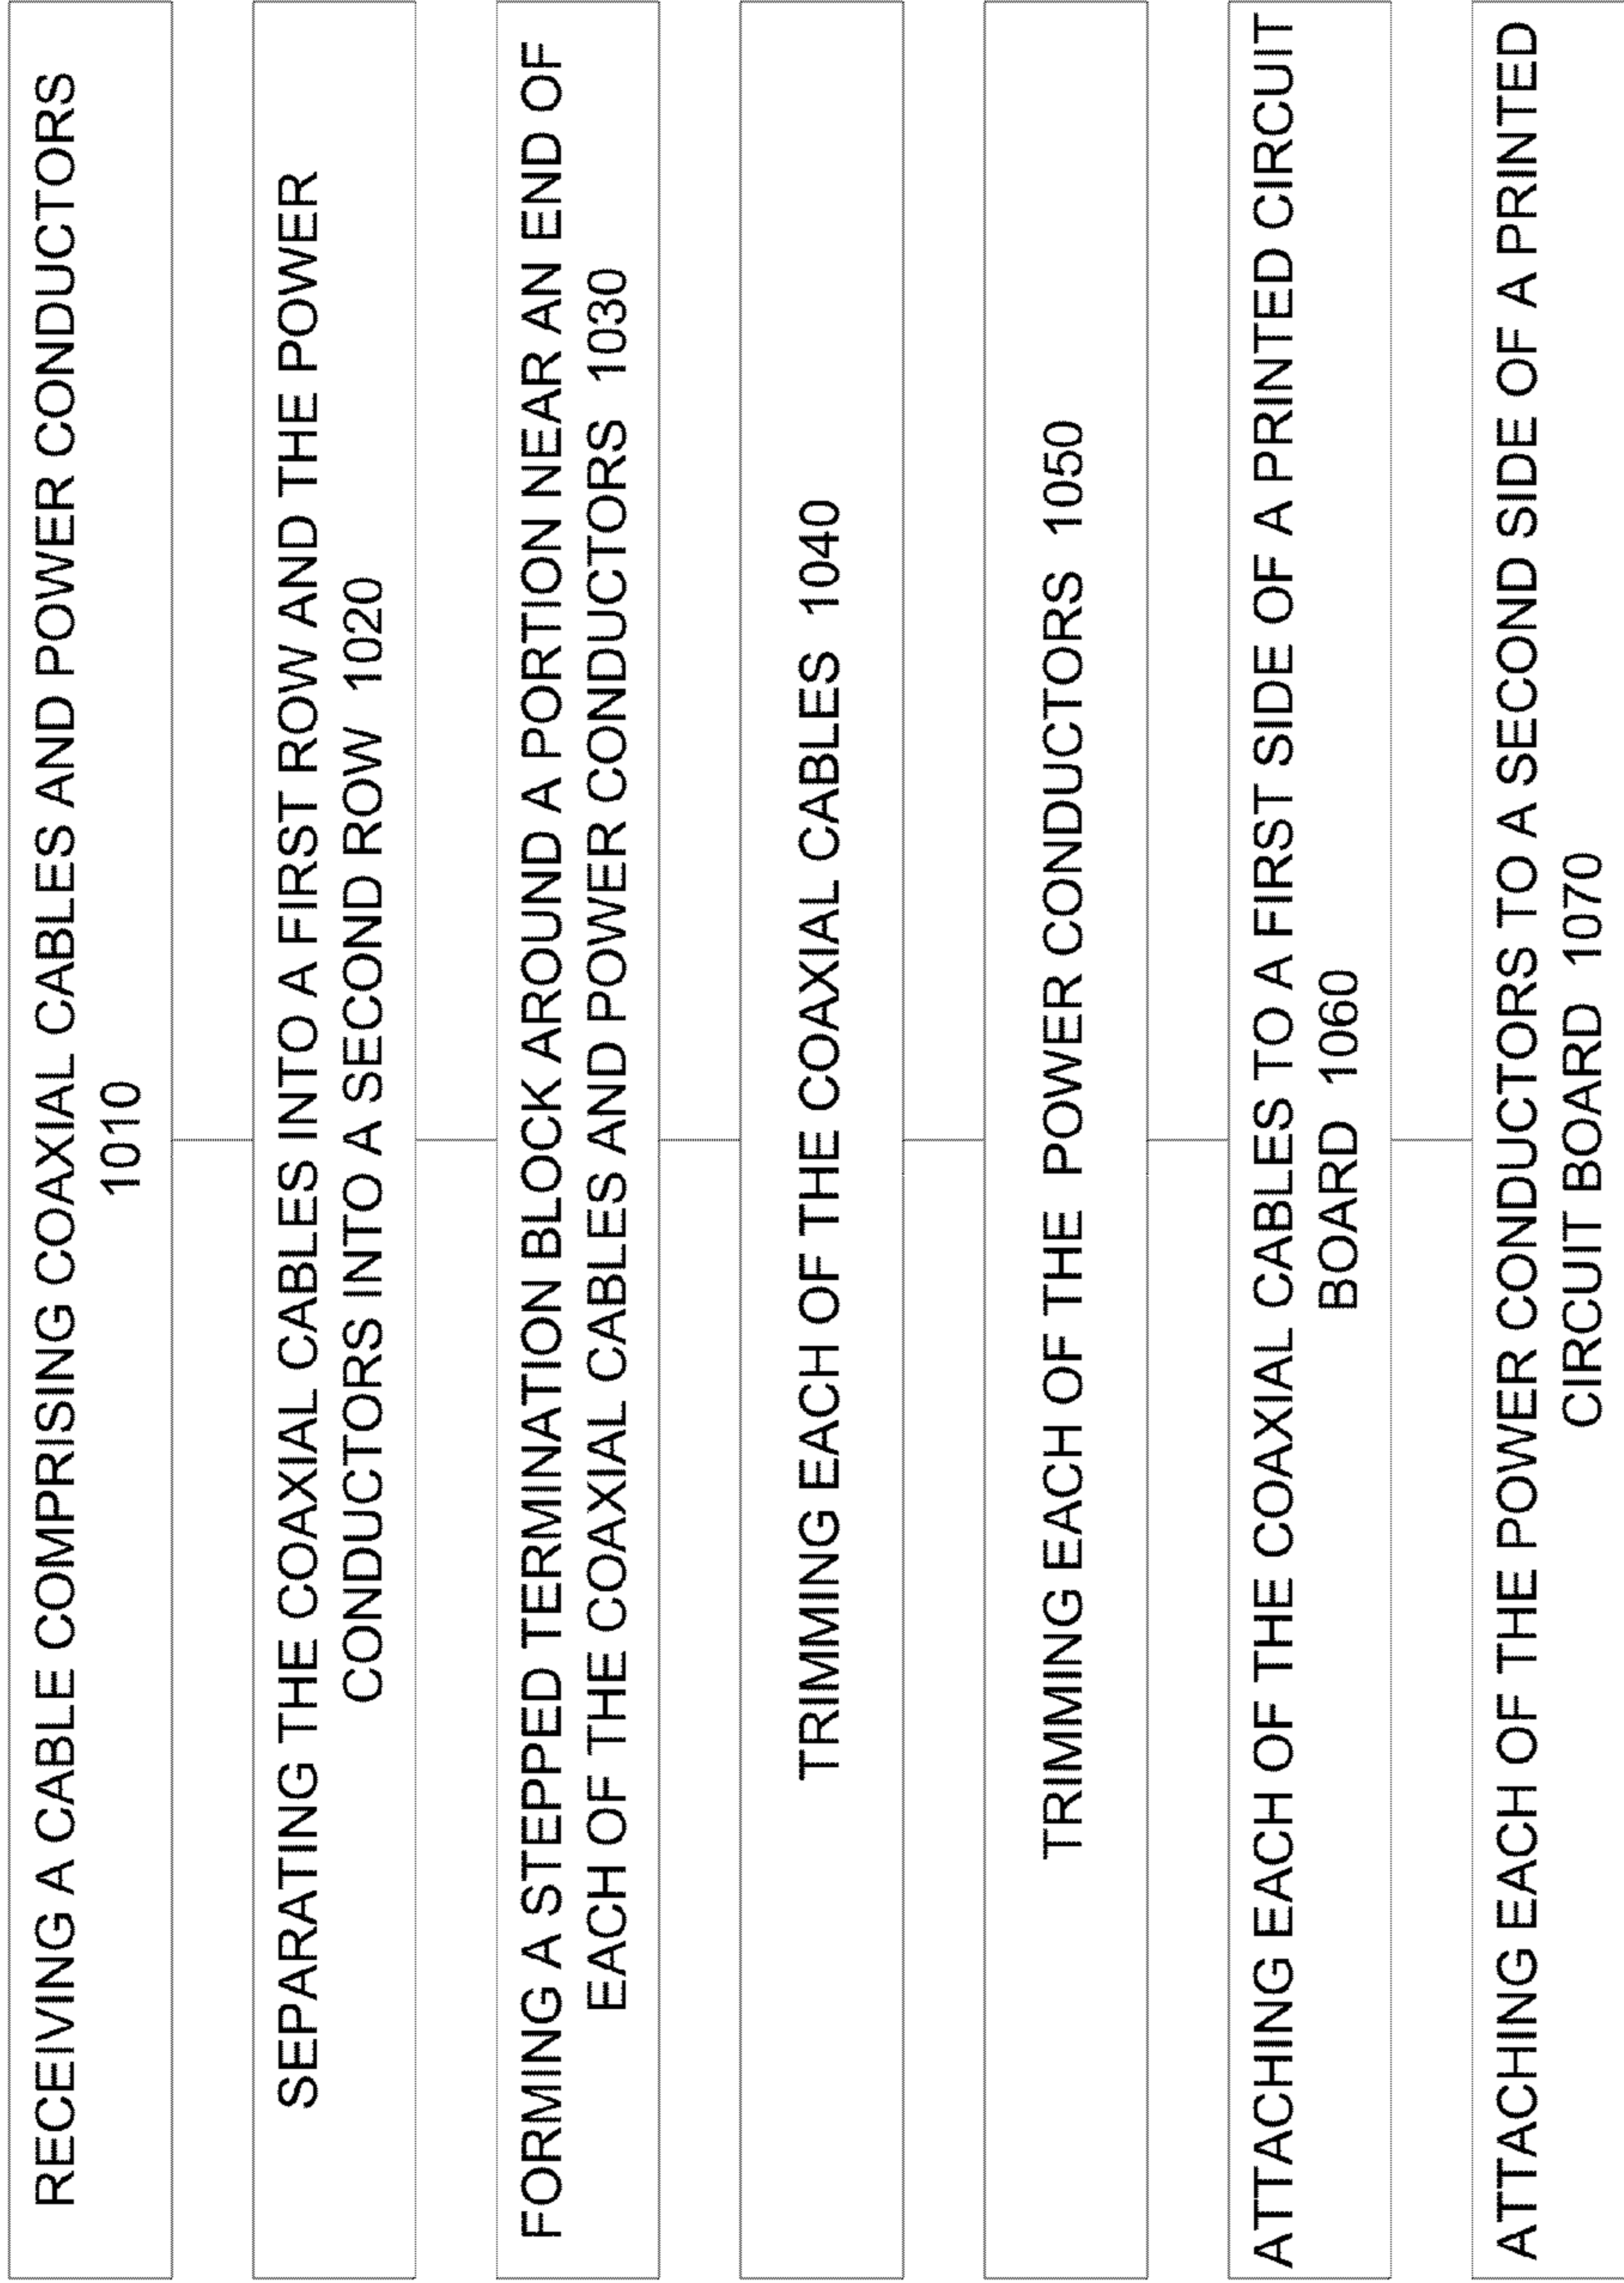 RECEIVING A CABLE COMPRISING COAXIAL CABLES AND POWER CONDUCTORS
1010
SEPARATING THE COAXIAL CABLES INTO A FIRST ROW AND THE POWER
CONDUCTORS INTO A SECOND ROW 1020
FORMING A STEPPED TERMINATION BLOCK AROUND A PORTION NEAR AN END OF
EACH OF THE COAXIAL CABLES AND POWER CONDUCTORS 1030
TRIMMING EACH OF THE COAXIAL CABLES 1040
TRIMMING EACH OF THE POWER CONDUCTORS 1050
ATTACHING EACH OF THE COAXIAL CABLES TO A FIRST SIDE OF A PRINTED CIRCUIT
BOARD 1060
ATTACHING EACH OF THE POWER CONDUCTORS TO A SECOND SIDE OF A PRINTED
CIRCUIT BOARD 1070